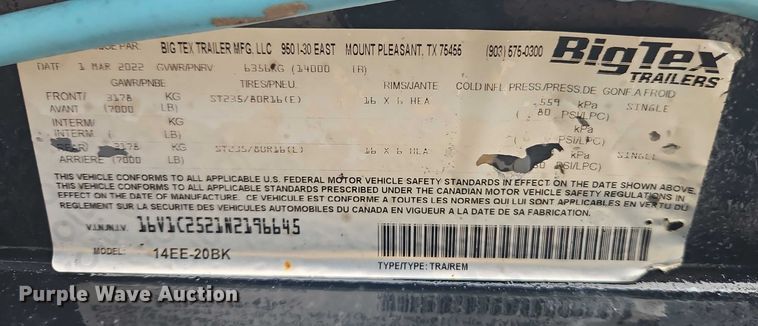 QUE PAR. BIG TEX TRAILER MFG. LLC 950 I-30 EAST MOUNT PLEASANT, TX 75455 (903) 575-0300
BigTex
TRAILERS
DATE 1 MAR 2022 GVWR/PNBV 6356KG (14000 LB)
GAWR/PNBE TIRES/PNEU. RIMS/JANTE COLD INFL. PRESS/PRESS.DE GONF.A FROID
FRONT/ 3178 KG ST235/80R16(E) 16 X 6 HEA 559 kPa SINGLE
AVANT (7000 LB) 80 PSI/LPC)
INTERM/ KG kPa
INTERM ( LB) PSI/LPC)
REAR/ 3178 KG ST235/80R16(E) 16 X 6 HEA kPa SINGLE
ARRIERE (7000 LB) 80 PSI/LPC)
THIS VEHICLE CONFORMS TO ALL APPLICABLE U.S. FEDERAL MOTOR VEHICLE SAFETY STANDARDS IN EFFECT ON THE DATE SHOWN ABOVE.
THIS VEHICLE CONFORMS TO ALL APPLICABLE STANDARDS PRESCRIBED UNDER THE CANADIAN MOTOR VEHICLE SAFETY REGULATIONS IN EFFECT ON THE
DATE OF MANUFACTURE. CE VEHICULE EST CONFORME A TOUTES LES NORMES QUI LUI SONT APPLICABLES EN VERTU DU
REGLEMENT SUR LA SECURITE DES VEHICULES AUTOMOBILES DU CANADA EN VIGUEUR A LA DATE DE SA FABRICATION.
V.I.N./N.I.V. 16V1C2521N2196645
MODEL: 14EE-20BK TYPE/TYPE: TRA/REM
Purple Wave Auction